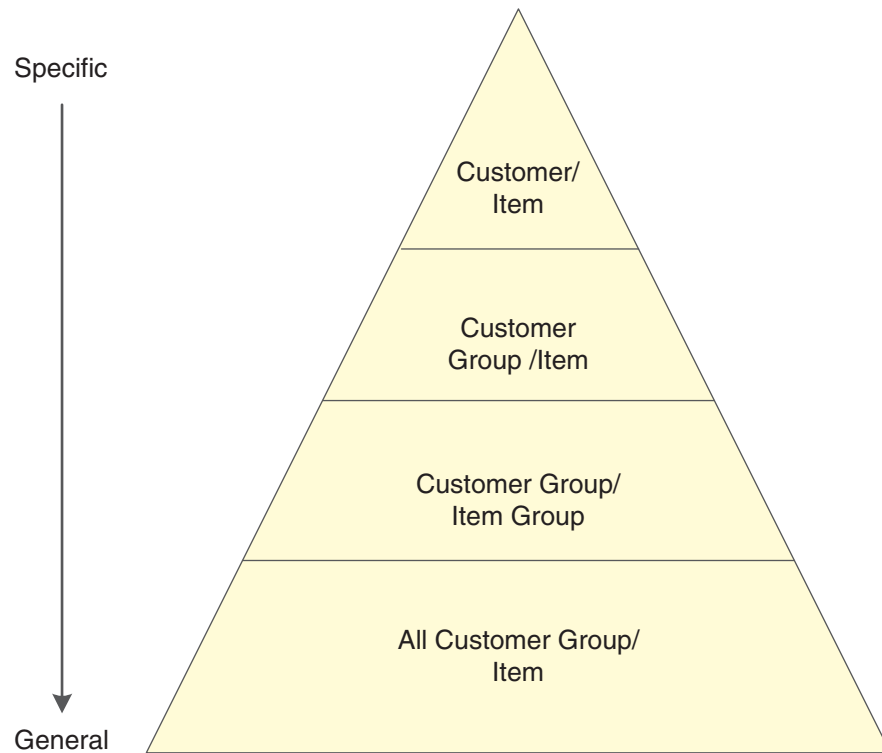 Specific
Customer/
Item
Customer
Group /Item
Customer Group/
Item Group
All Customer Group/
Item
General